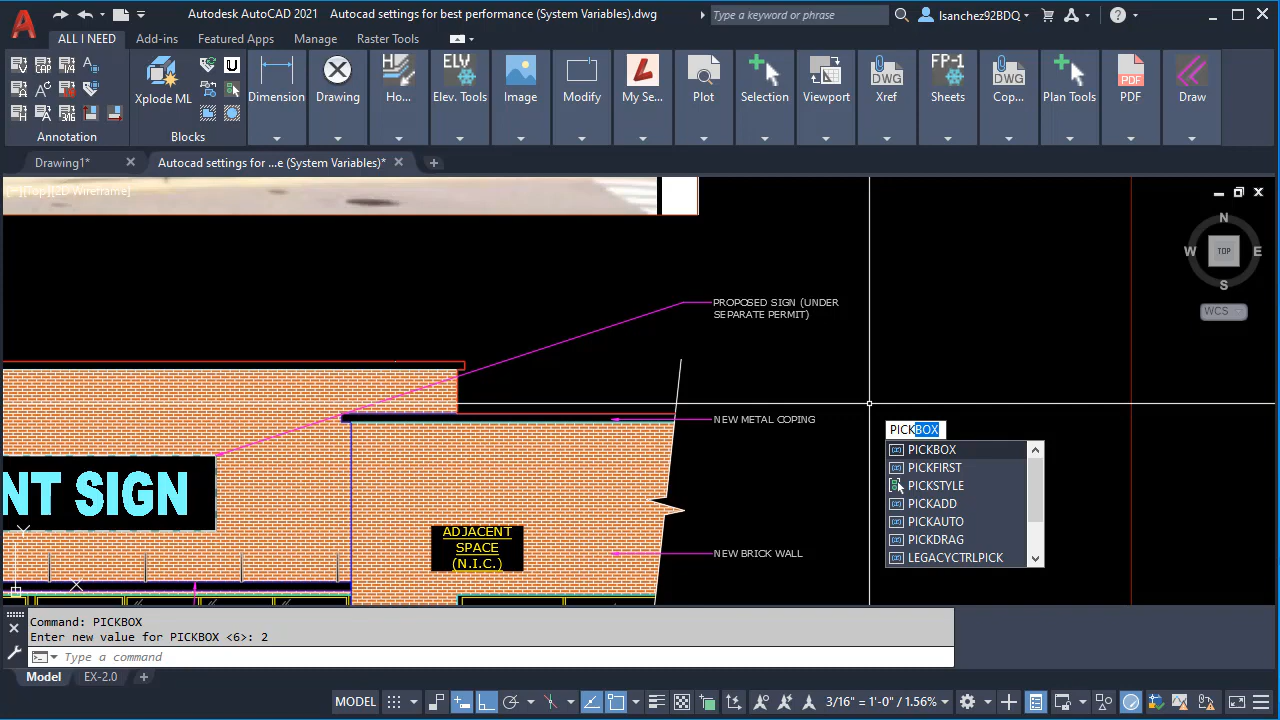 Autodesk AutoCAD 2021 Autocad settings for best performance (System Variables).dwg
Type a keyword or phrase
lsanchez92BDQ
ALL I NEED Add-ins Featured Apps Manage Raster Tools
ELV DWG FP-1 DWG PDF
Xplode ML Dimension Drawing Ho... Elev. Tools Image Modify My Se... Plot Selection Viewport Xref Sheets Cop... Plan Tools PDF Draw
Annotation Blocks
Drawing1* Autocad settings for ...e (System Variables)*
[−][Top][2D Wireframe]
N
W TOP E
S
WCS
PROPOSED SIGN (UNDER
SEPARATE PERMIT)
NEW METAL COPING
NT SIGN
ADJACENT
SPACE
(N.I.C.)
NEW BRICK WALL
PICKBOX
PICKBOX
PICKFIRST
PICKSTYLE
PICKADD
PICKAUTO
PICKDRAG
LEGACYCTRLPICK
Command: PICKBOX
Enter new value for PICKBOX <6>: 2
Type a command
Model EX-2.0
MODEL 3/16" = 1'-0" / 1.56%